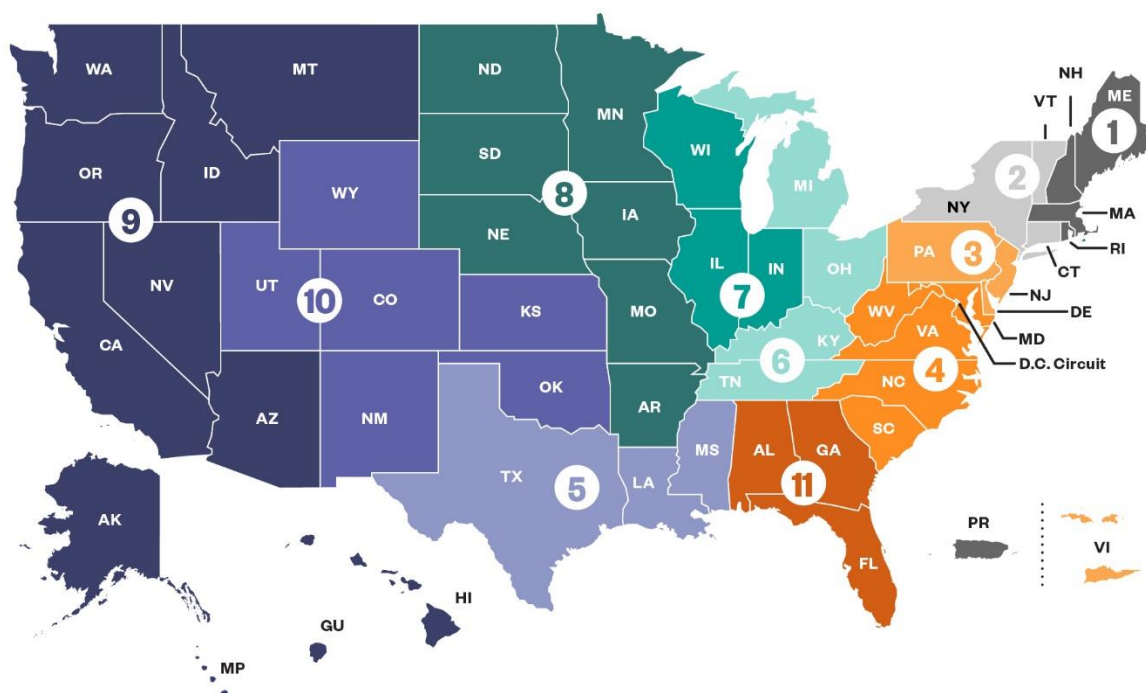 WA
MT
ND
MN
NH
VT
ME
1
OR
ID
SD
WI
MI
2
MA
9
WY
8
NY
RI
NE
IA
PA
3
CT
NV
UT
10
CO
IL
7
IN
OH
NJ
DE
CA
KS
MO
WV
VA
MD
KY
6
4
D.C. Circuit
AZ
NM
OK
AR
TN
NC
SC
TX
5
LA
MS
AL
11
GA
FL
AK
HI
GU
MP
PR
VI